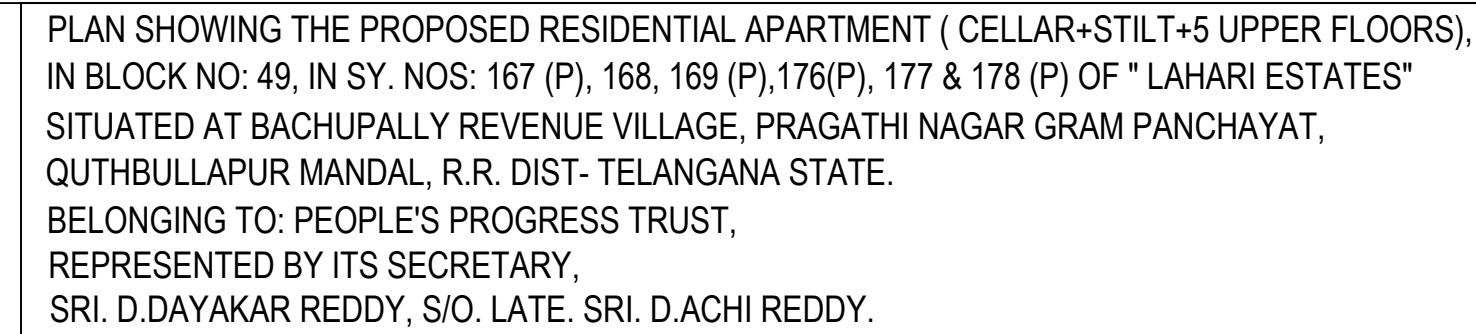 PLAN SHOWING THE PROPOSED RESIDENTIAL APARTMENT ( CELLAR+STILT+5 UPPER FLOORS),
IN BLOCK NO: 49, IN SY. NOS: 167 (P), 168, 169 (P),176(P), 177 & 178 (P) OF " LAHARI ESTATES"
SITUATED AT BACHUPALLY REVENUE VILLAGE, PRAGATHI NAGAR GRAM PANCHAYAT,
QUTHBULLAPUR MANDAL, R.R. DIST- TELANGANA STATE.
BELONGING TO: PEOPLE'S PROGRESS TRUST,
REPRESENTED BY ITS SECRETARY,
SRI. D.DAYAKAR REDDY, S/O. LATE. SRI. D.ACHI REDDY.